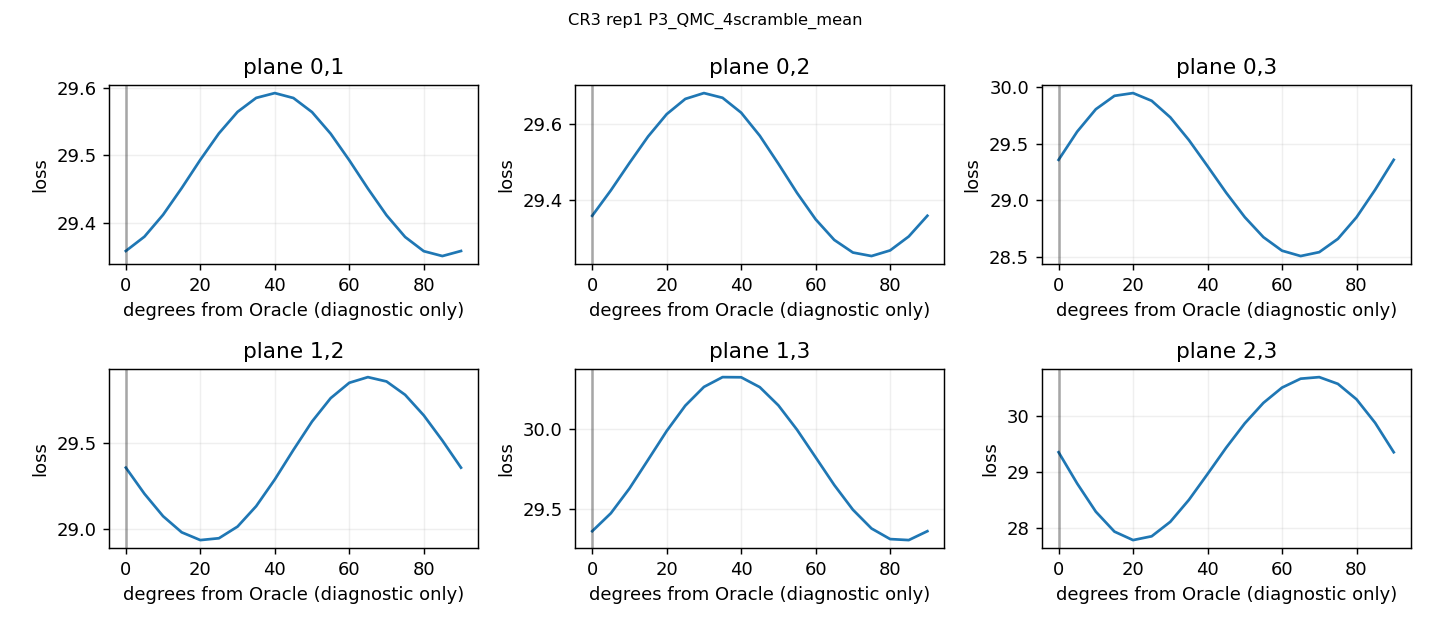 CR3 rep1 P3_QMC_4scramble_mean
plane 0,1
plane 0,2
plane 0,3
29.6
29.5
29.4
loss
0 20 40 60 80
degrees from Oracle (diagnostic only)
29.6
29.4
loss
0 20 40 60 80
degrees from Oracle (diagnostic only)
30.0
29.5
29.0
28.5
loss
0 20 40 60 80
degrees from Oracle (diagnostic only)
plane 1,2
plane 1,3
plane 2,3
29.5
29.0
loss
0 20 40 60 80
degrees from Oracle (diagnostic only)
30.0
29.5
loss
0 20 40 60 80
degrees from Oracle (diagnostic only)
30
29
28
loss
0 20 40 60 80
degrees from Oracle (diagnostic only)